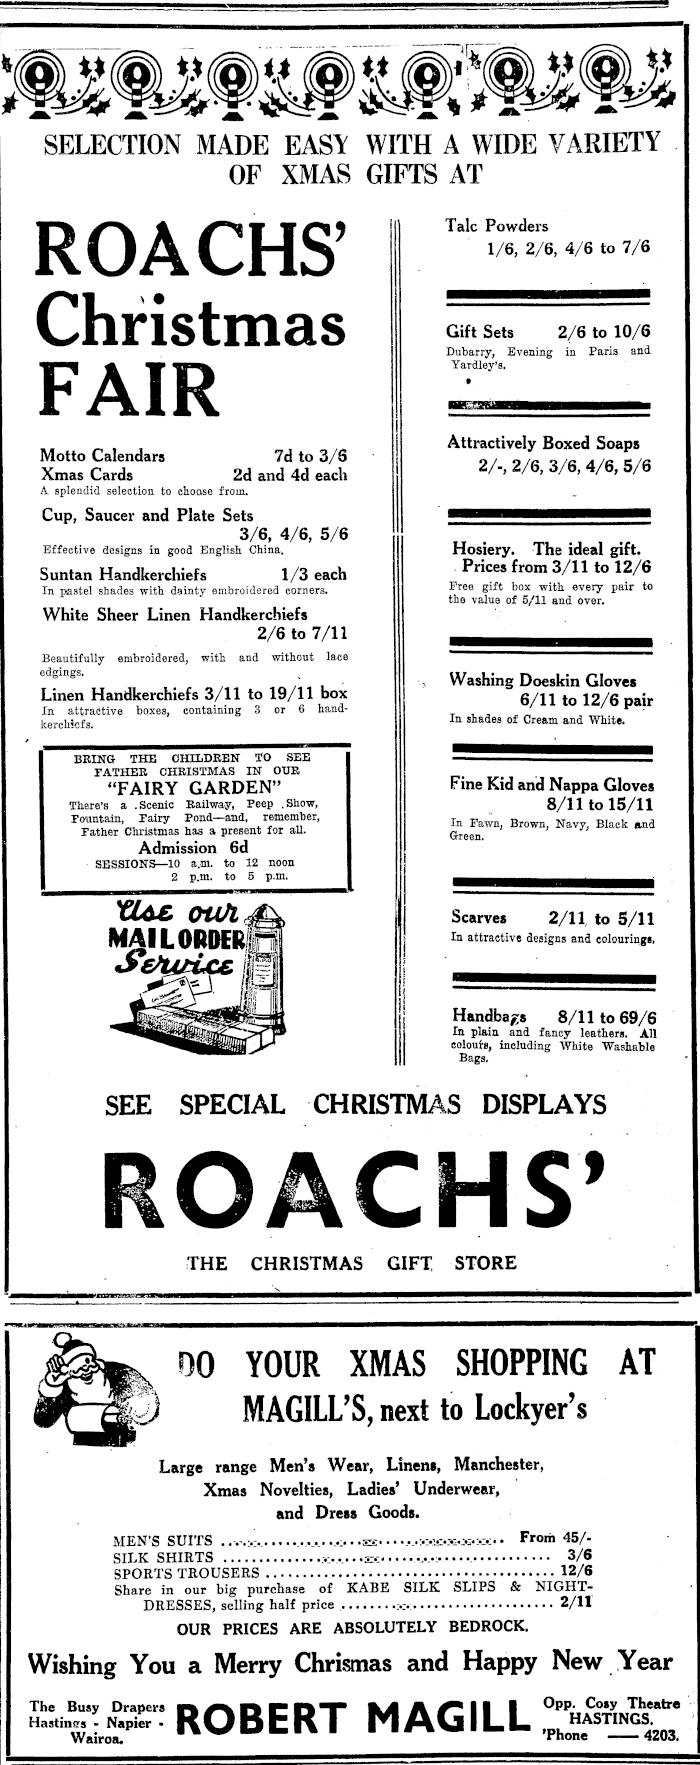 SELECTION MADE EASY WITH A WIDE VARIETY
OF XMAS GIFTS AT
ROACHS'
Christmas
FAIR
Motto Calendars 7d to 3/6
Xmas Cards 2d and 4d each
A splendid selection to choose from.
Cup, Saucer and Plate Sets
3/6, 4/6, 5/6
Effective designs in good English China.
Suntan Handkerchiefs 1/3 each
In pastel shades with dainty embroidered corners.
White Sheer Linen Handkerchiefs
2/6 to 7/11
Beautifully embroidered, with and without lace
edgings.
Linen Handkerchiefs 3/11 to 19/11 box
In attractive boxes, containing 3 or 6 hand-
kerchiefs.
BRING THE CHILDREN TO SEE
FATHER CHRISTMAS IN OUR
"FAIRY GARDEN"
There's a Scenic Railway, Peep Show,
Fountain, Fairy Pond—and, remember,
Father Christmas has a present for all.
Admission 6d
SESSIONS—10 a.m. to 12 noon
2 p.m. to 5 p.m.
Use our
MAIL ORDER
Service
Talc Powders
1/6, 2/6, 4/6 to 7/6
Gift Sets 2/6 to 10/6
Dubarry, Evening in Paris and
Yardley's.
Attractively Boxed Soaps
2/-, 2/6, 3/6, 4/6, 5/6
Hosiery. The ideal gift.
Prices from 3/11 to 12/6
Free gift box with every pair to
the value of 5/11 and over.
Washing Doeskin Gloves
6/11 to 12/6 pair
In shades of Cream and White.
Fine Kid and Nappa Gloves
8/11 to 15/11
In Fawn, Brown, Navy, Black and
Green.
Scarves 2/11 to 5/11
In attractive designs and colourings.
Handbags 8/11 to 69/6
In plain and fancy leathers. All
colours, including White Washable
Bags.
SEE SPECIAL CHRISTMAS DISPLAYS
ROACHS'
THE CHRISTMAS GIFT STORE
DO YOUR XMAS SHOPPING AT
MAGILL'S, next to Lockyer's
Large range Men's Wear, Linens, Manchester,
Xmas Novelties, Ladies' Underwear,
and Dress Goods.
MEN'S SUITS From 45/-
SILK SHIRTS 3/6
SPORTS TROUSERS 12/6
Share in our big purchase of KABE SILK SLIPS & NIGHT-
DRESSES, selling half price 2/11
OUR PRICES ARE ABSOLUTELY BEDROCK.
Wishing You a Merry Chrismas and Happy New Year
The Busy Drapers
Hastings - Napier -
Wairoa.
ROBERT MAGILL
Opp. Cosy Theatre
HASTINGS.
'Phone —— 4203.